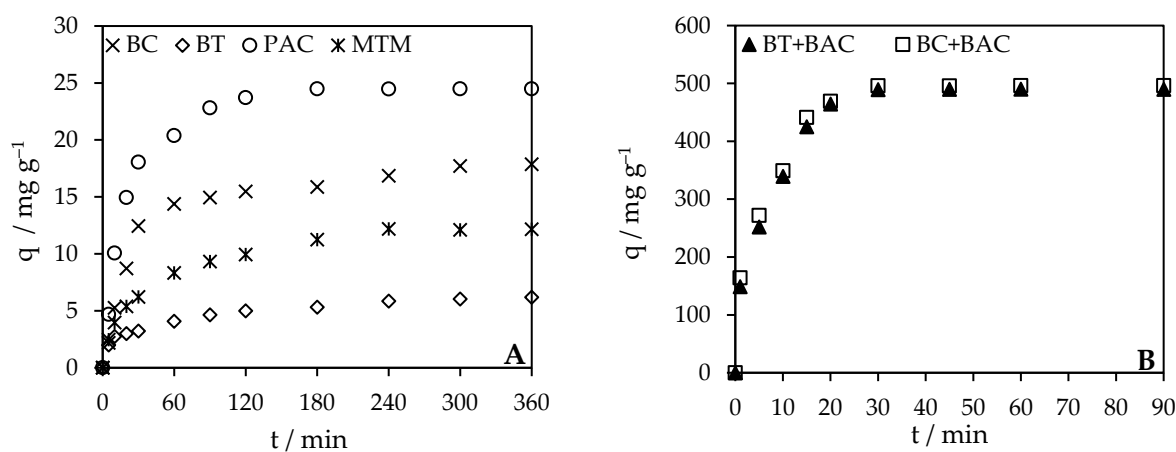 30
× BC ◇ BT ○ PAC ∗ MTM
25
20
15
10
5
0
q / mg g⁻¹
A
0 60 120 180 240 300 360
t / min
600
▲ BT+BAC □ BC+BAC
500
400
300
200
100
0
q / mg g⁻¹
B
0 10 20 30 40 50 60 70 80 90
t / min